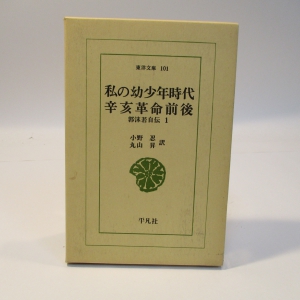 東洋文庫 101
私の幼少年時代
辛亥革命前後
郭沫若自伝 1
小野 忍
丸山 昇 訳
平凡社